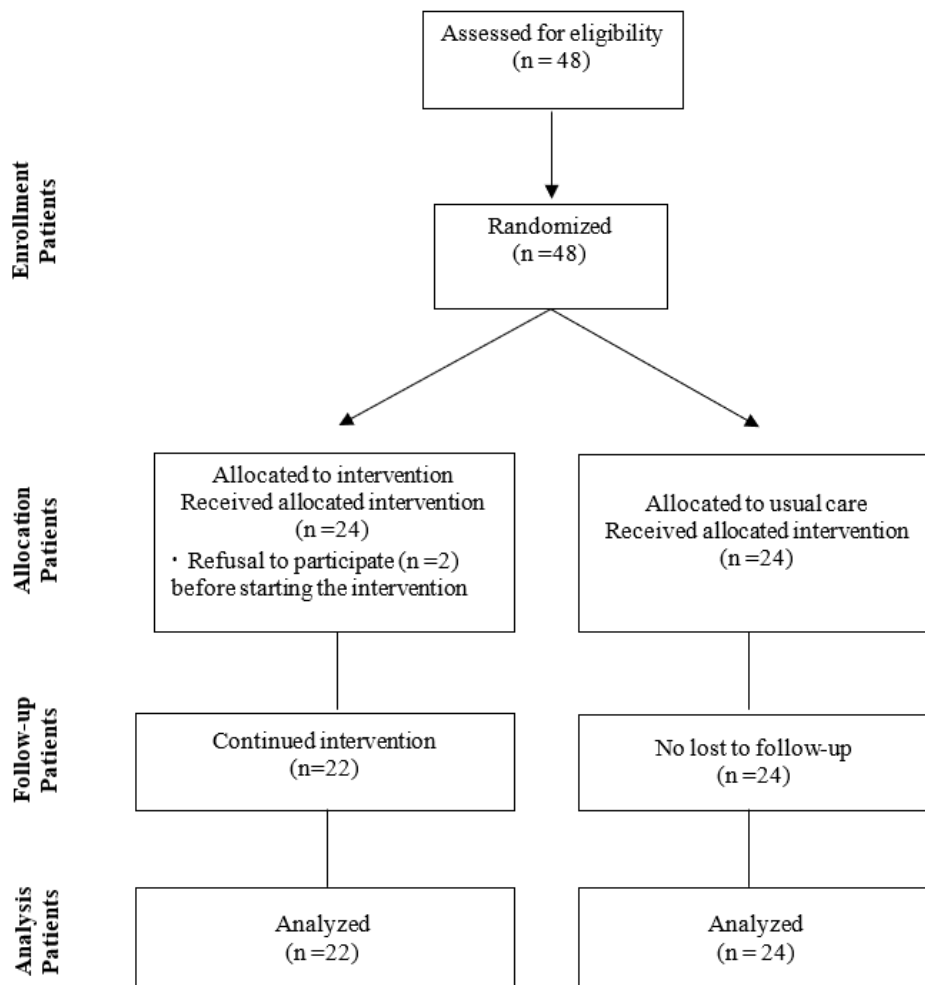 Assessed for eligibility
(n = 48)
Enrollment
Patients
Randomized
(n =48)
Allocation
Patients
Allocated to intervention
Received allocated intervention
(n =24)
· Refusal to participate (n =2)
before starting the intervention
Allocated to usual care
Received allocated intervention
(n =24)
Follow-up
Patients
Continued intervention
(n=22)
No lost to follow-up
(n =24)
Analysis
Patients
Analyzed
(n =22)
Analyzed
(n = 24)